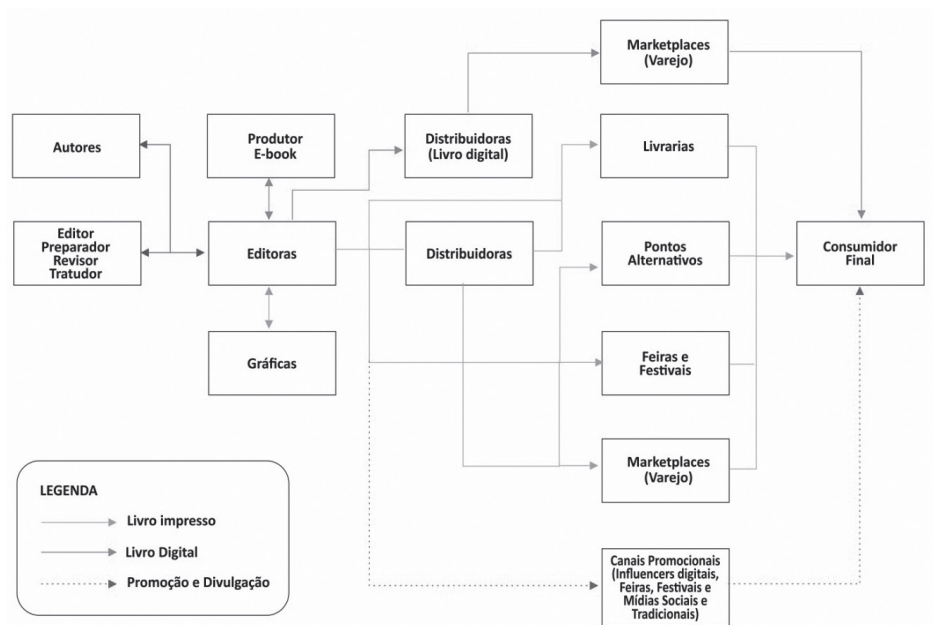 Marketplaces
(Varejo)
Autores
Produtor
E-book
Distribuidoras
(Livro digital)
Livrarias
Editor
Preparador
Revisor
Tratudor
Editoras
Distribuidoras
Pontos
Alternativos
Consumidor
Final
Gráficas
Feiras e
Festivais
Marketplaces
(Varejo)
LEGENDA
Livro impresso
Livro Digital
Promoção e Divulgação
Canais Promocionais
(Influencers digitais,
Feiras, Festivais e
Mídias Sociais e
Tradicionais)